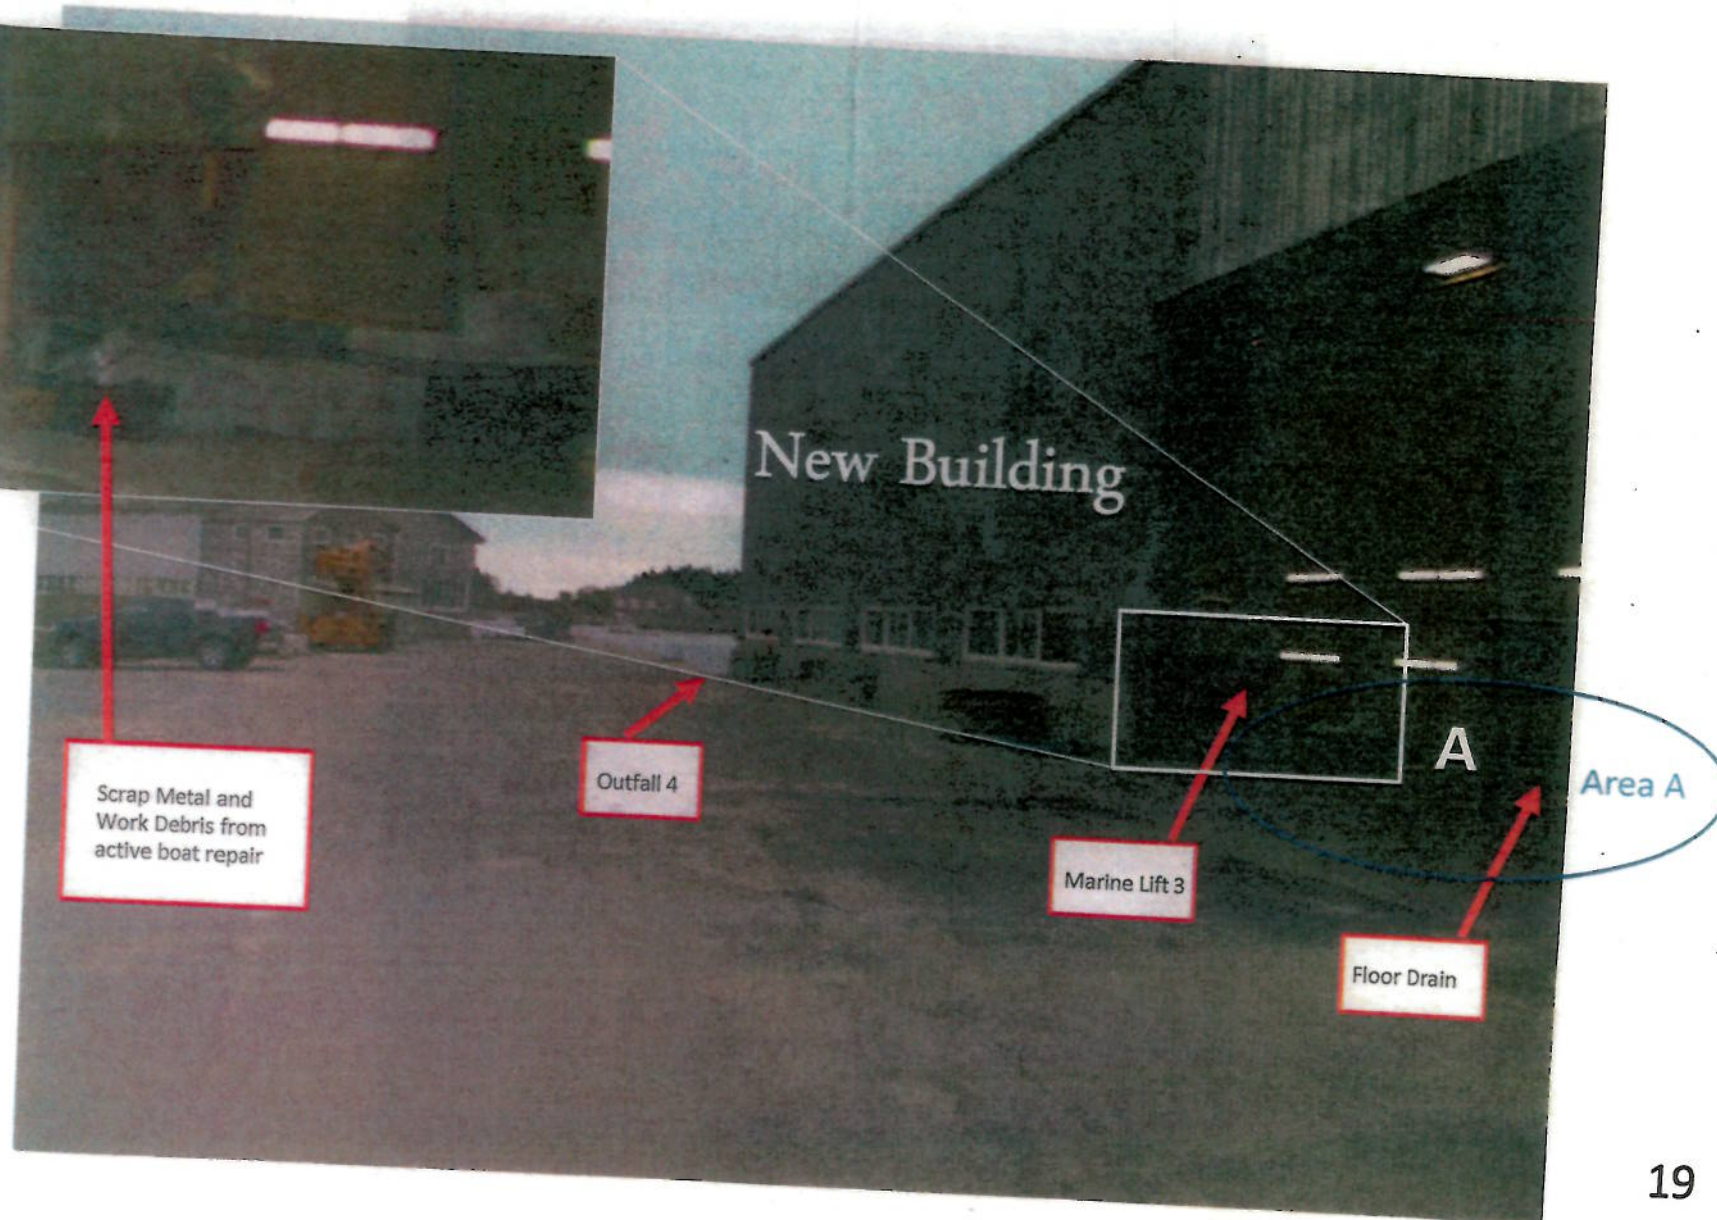 New Building
Scrap Metal and
Work Debris from
active boat repair
Outfall 4
Marine Lift 3
A
Area A
Floor Drain
19